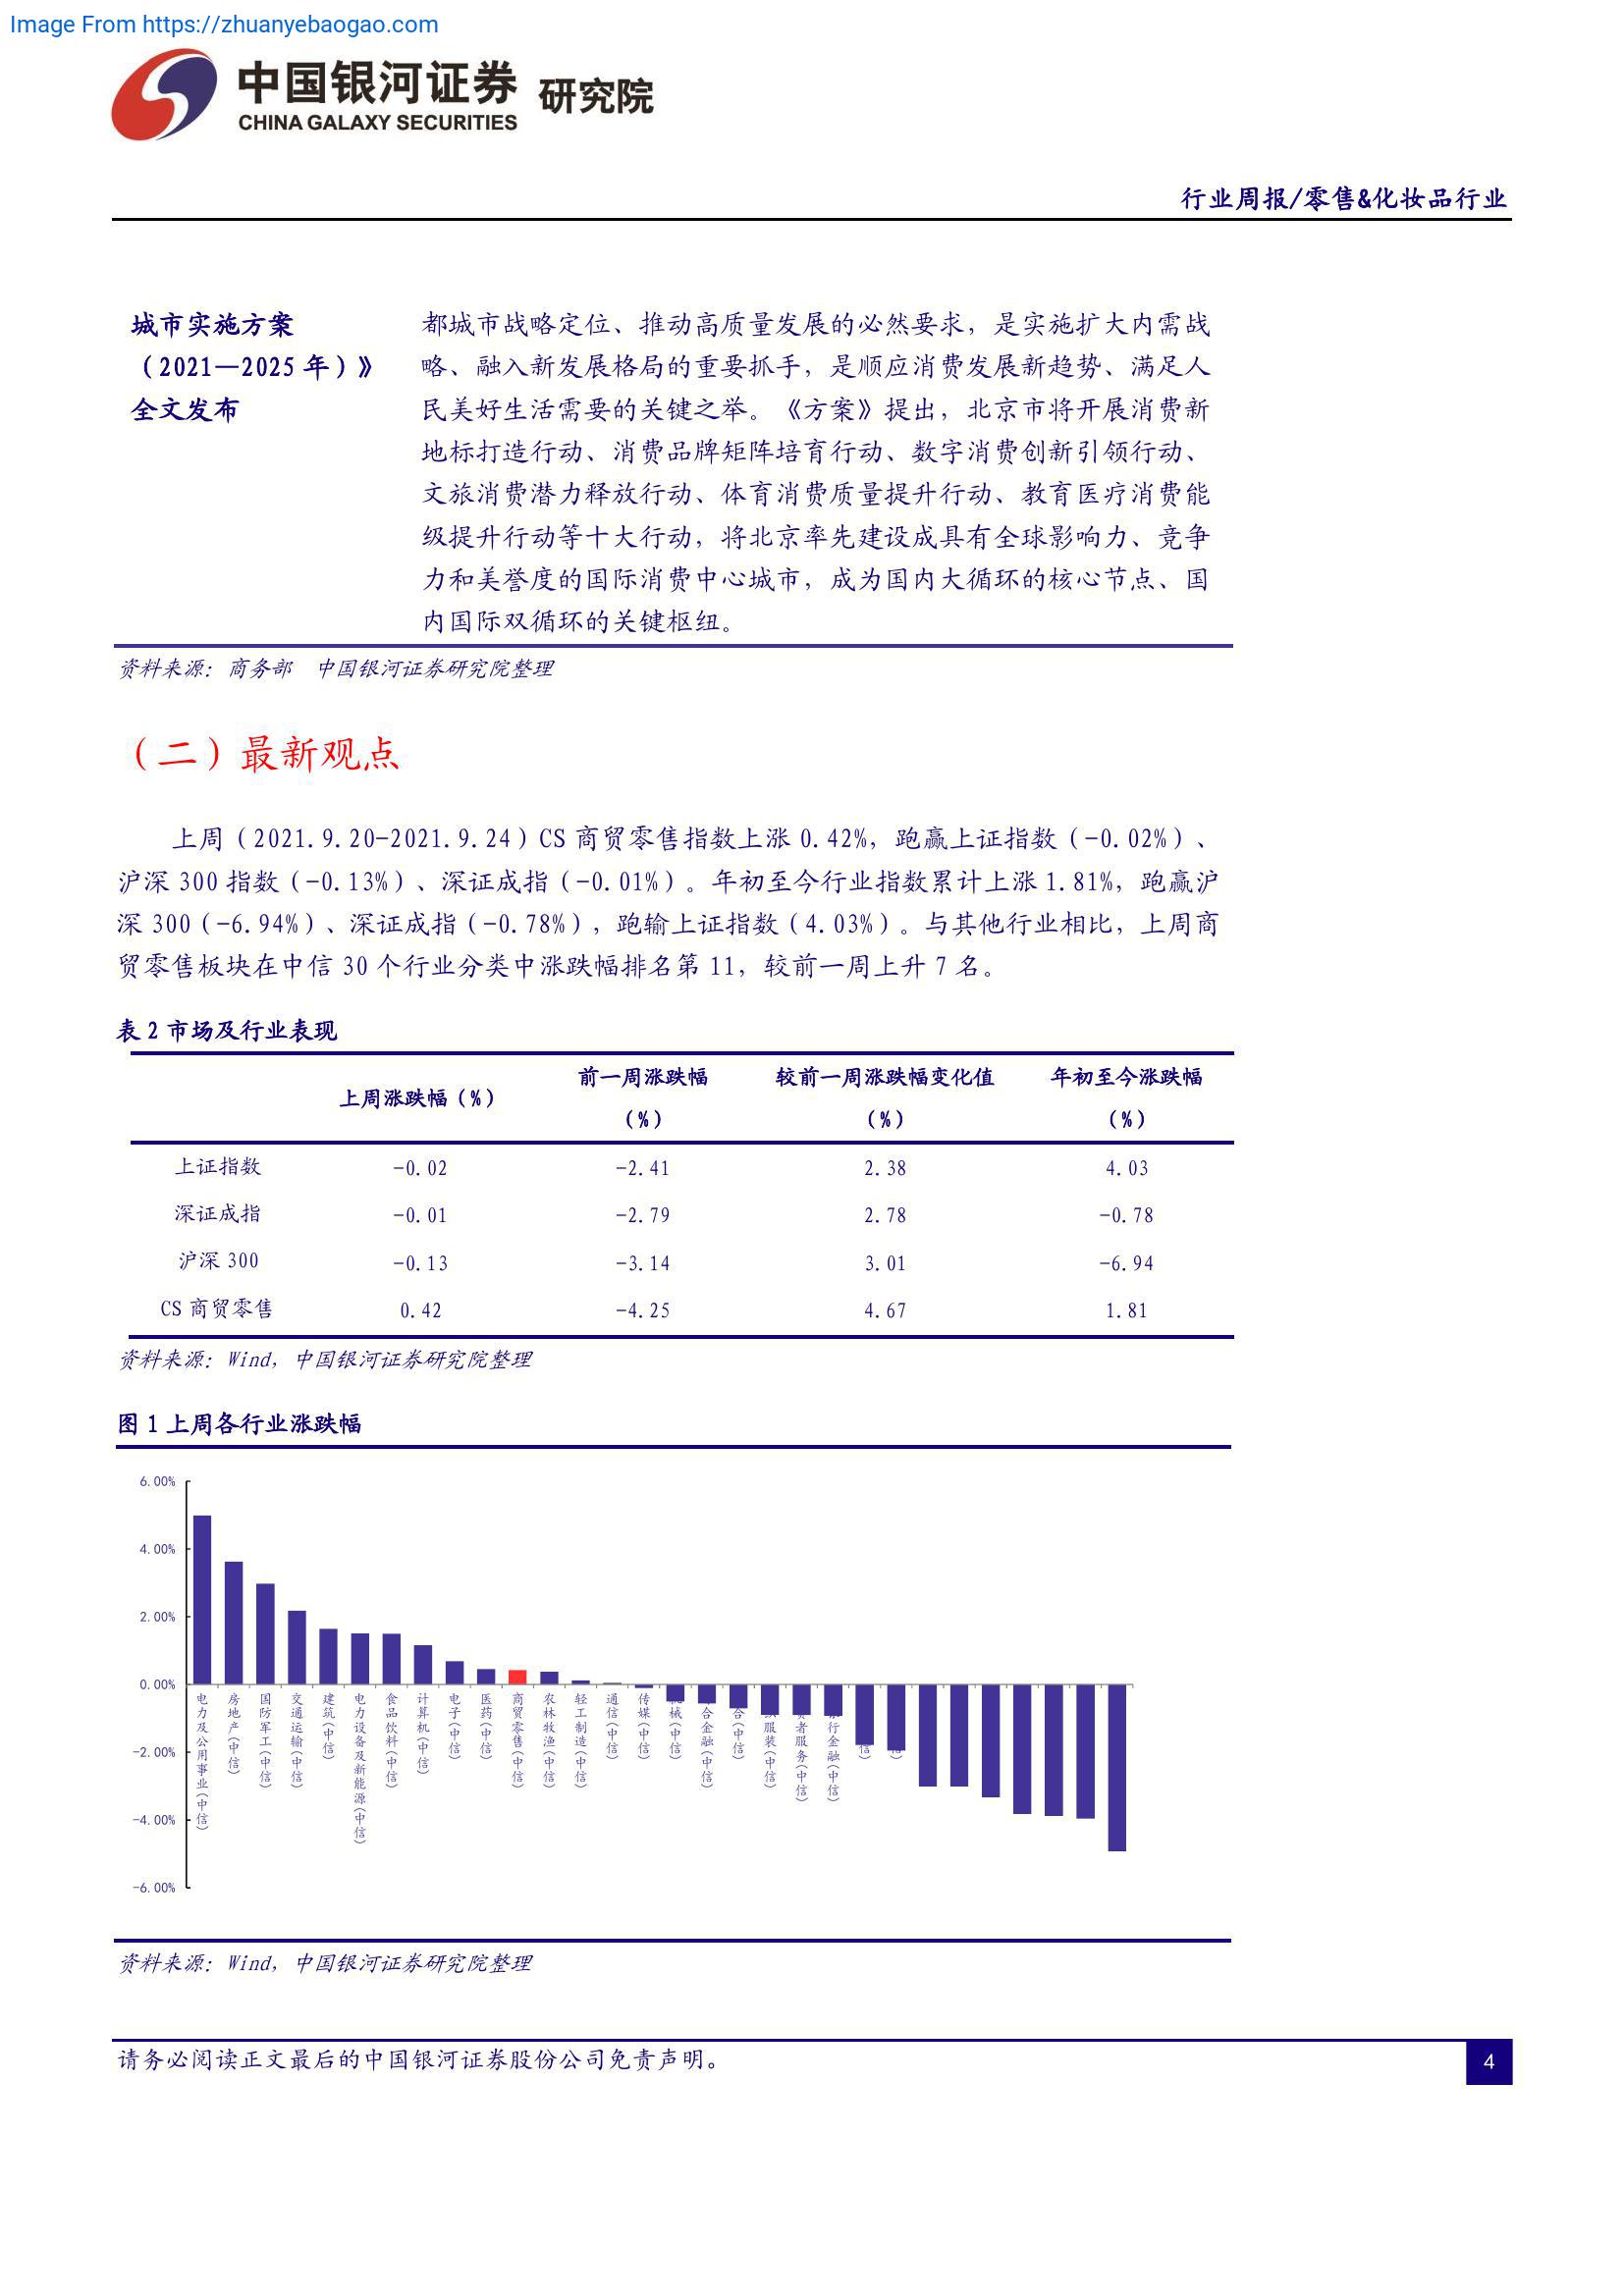 Image From https://zhuanyebaogao.com
中国银河证券 研究院
CHINA GALAXY SECURITIES
行业周报/零售&化妆品行业
城市实施方案
（2021—2025 年）》
全文发布
都城市战略定位、推动高质量发展的必然要求，是实施扩大内需战
略、融入新发展格局的重要抓手，是顺应消费发展新趋势、满足人
民美好生活需要的关键之举。《方案》提出，北京市将开展消费新
地标打造行动、消费品牌矩阵培育行动、数字消费创新引领行动、
文旅消费潜力释放行动、体育消费质量提升行动、教育医疗消费能
级提升行动等十大行动，将北京率先建设成具有全球影响力、竞争
力和美誉度的国际消费中心城市，成为国内大循环的核心节点、国
内国际双循环的关键枢纽。
资料来源：商务部 中国银河证券研究院整理
（二）最新观点
上周（2021.9.20-2021.9.24）CS 商贸零售指数上涨 0.42%，跑赢上证指数（-0.02%）、
沪深 300 指数（-0.13%）、深证成指（-0.01%）。年初至今行业指数累计上涨 1.81%，跑赢沪
深 300（-6.94%）、深证成指（-0.78%），跑输上证指数（4.03%）。与其他行业相比，上周商
贸零售板块在中信 30 个行业分类中涨跌幅排名第 11，较前一周上升 7 名。
表 2 市场及行业表现
上周涨跌幅（%） 前一周涨跌幅（%） 较前一周涨跌幅变化值（%） 年初至今涨跌幅（%）
上证指数 -0.02 -2.41 2.38 4.03
深证成指 -0.01 -2.79 2.78 -0.78
沪深 300 -0.13 -3.14 3.01 -6.94
CS 商贸零售 0.42 -4.25 4.67 1.81
资料来源：Wind，中国银河证券研究院整理
图 1 上周各行业涨跌幅
6.00%
4.00%
2.00%
0.00%
-2.00%
-4.00%
-6.00%
电力及公用事业(中信)
房地产(中信)
国防军工(中信)
交通运输(中信)
建筑(中信)
电力设备及新能源(中信)
食品饮料(中信)
计算机(中信)
电子(中信)
医药(中信)
商贸零售(中信)
农林牧渔(中信)
轻工制造(中信)
通信(中信)
传媒(中信)
械(中信)
合金融(中信)
合(中信)
服装(中信)
者服务(中信)
行金融(中信)
信)
资料来源：Wind，中国银河证券研究院整理
请务必阅读正文最后的中国银河证券股份公司免责声明。
4